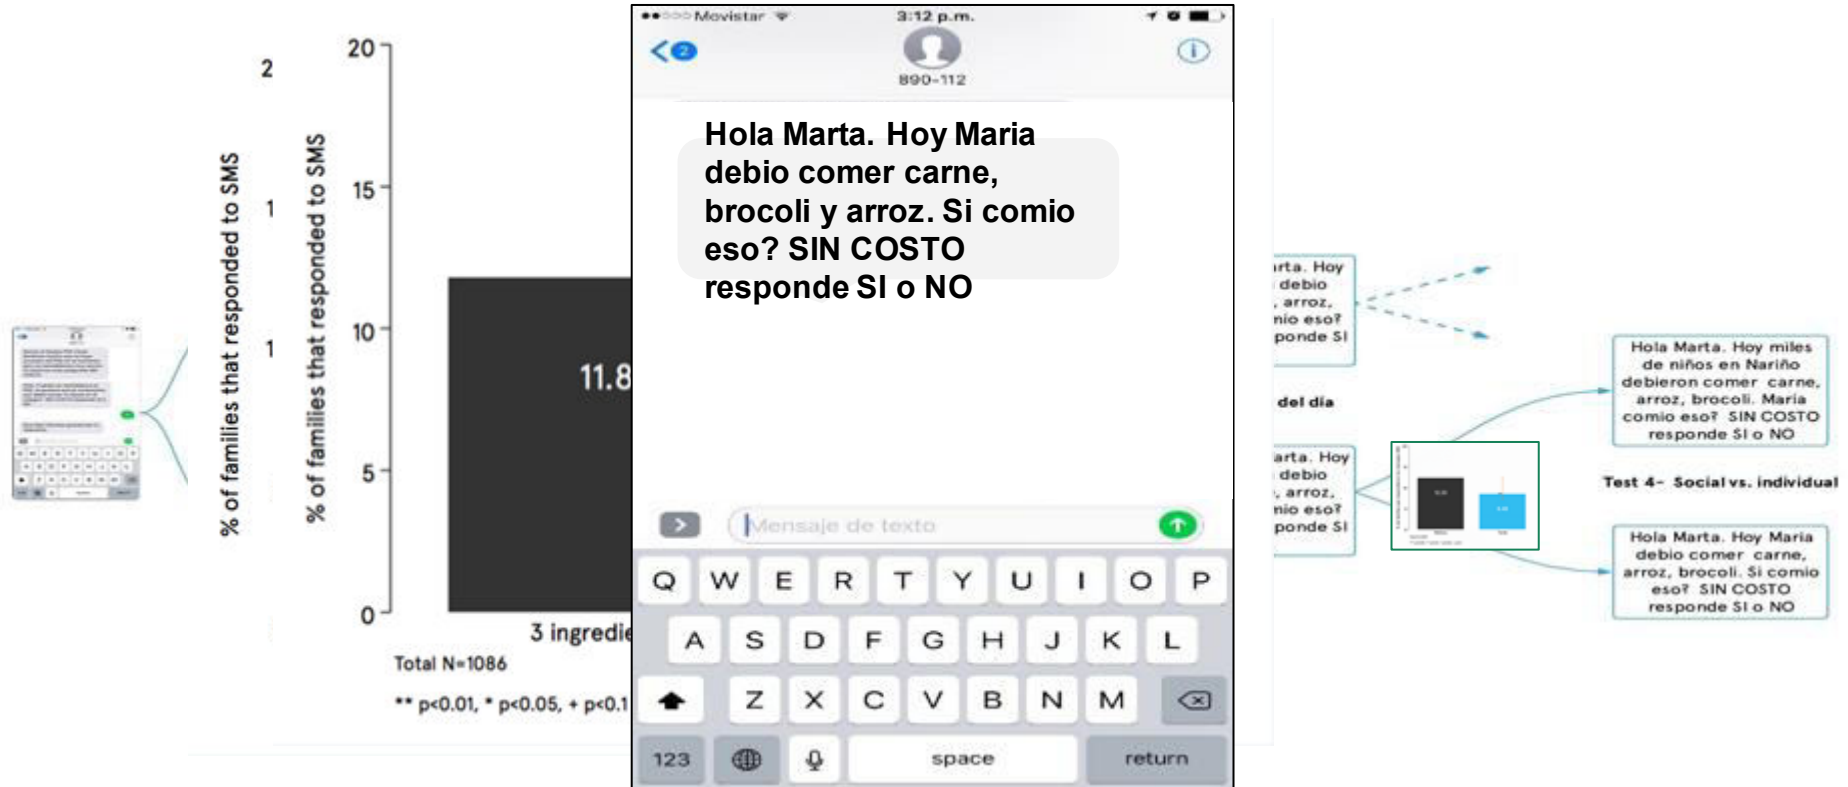 Movistar
3:12 p.m.
2
890-112
Hola Marta. Hoy Maria
debio comer carne,
brocoli y arroz. Si comio
eso? SIN COSTO
responde SI o NO
Mensaje de texto
Q W E R T Y U I O P
A S D F G H J K L
Z X C V B N M
123
space
return
2
1
1
% of families that responded to SMS
% of families that responded to SMS
20
15
10
5
0
11.8
3 ingredie
Total N=1086
** p<0.01, * p<0.05, + p<0.1
arta. Hoy
debio
, arroz,
mio eso?
ponde SI
del día
arta. Hoy
debio
, arroz,
mio eso?
ponde SI
Hola Marta. Hoy miles
de niños en Nariño
debieron comer carne,
arroz, brocoli. Maria
comio eso? SIN COSTO
responde SI o NO
Test 4- Social vs. individual
Hola Marta. Hoy Maria
debio comer carne,
arroz, brocoli. Si comio
eso? SIN COSTO
responde SI o NO